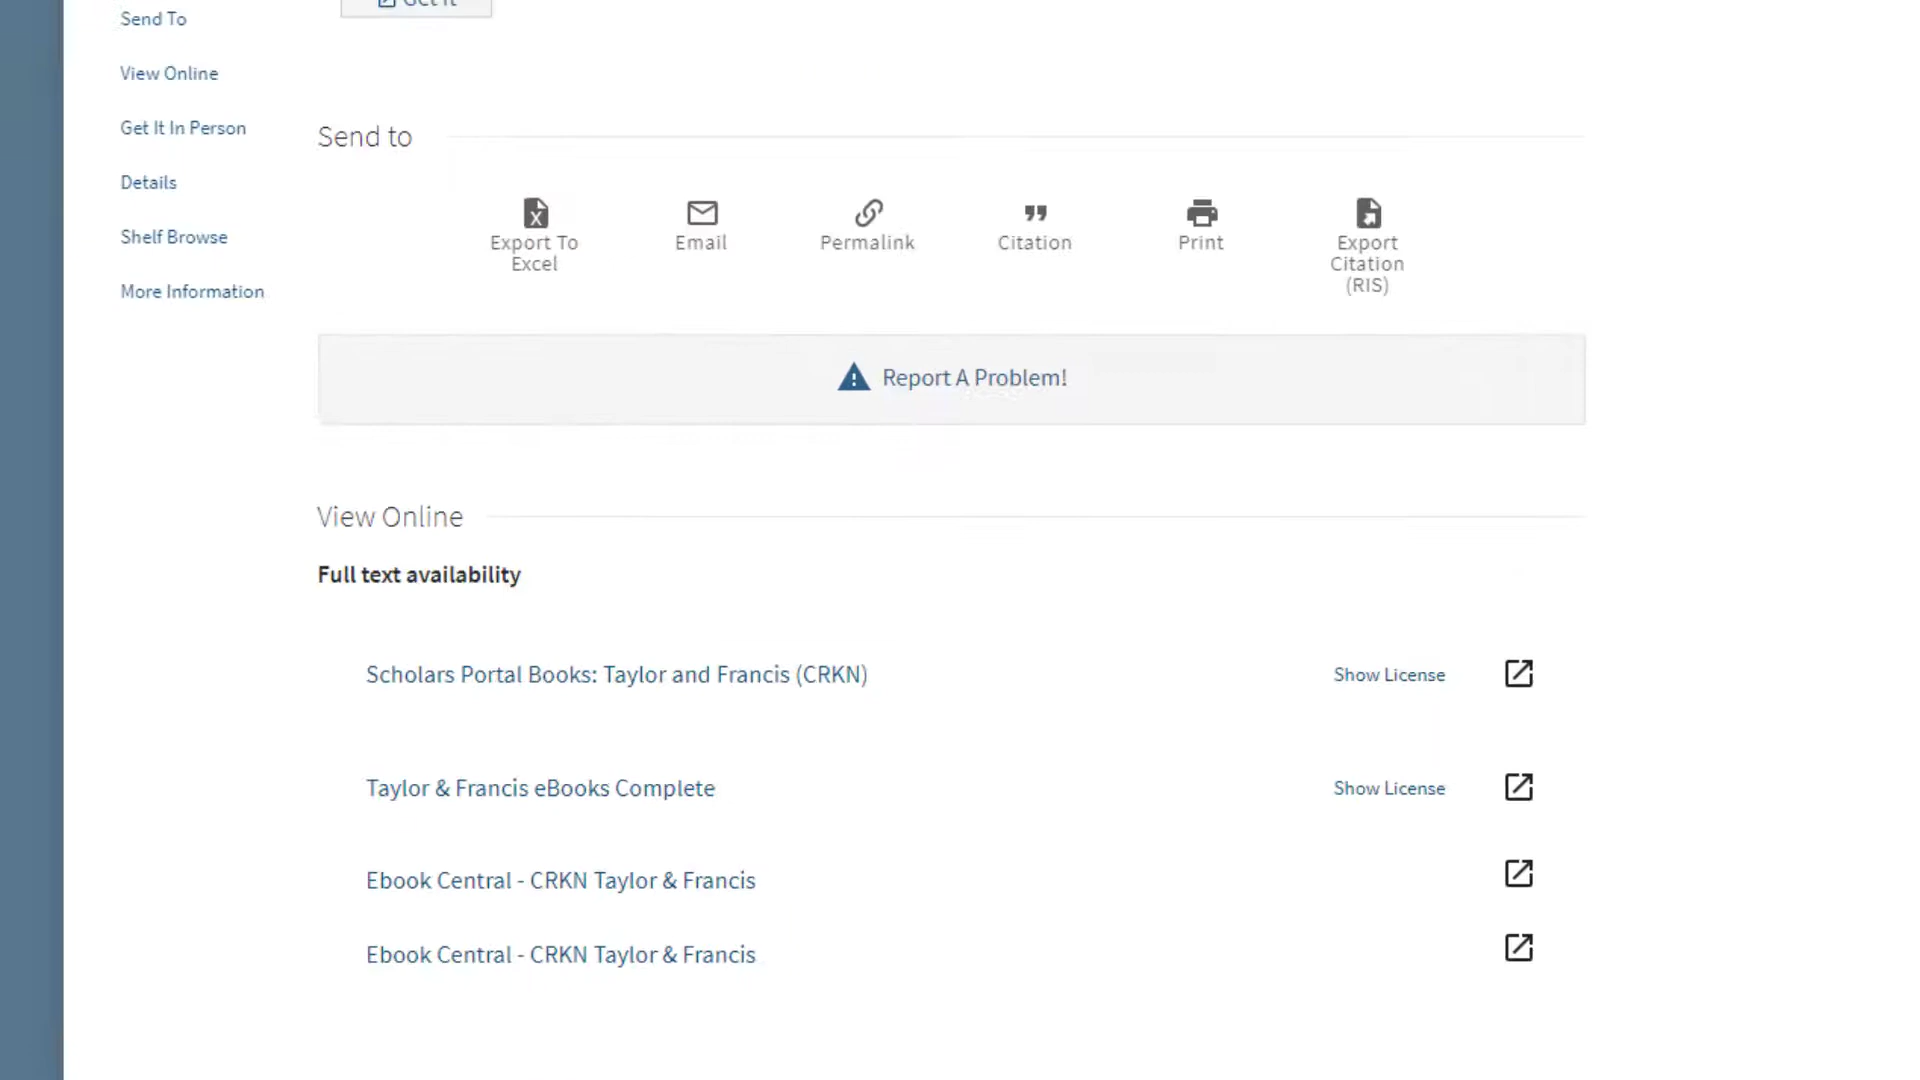 Get It
Send To
View Online
Get It In Person
Details
Shelf Browse
More Information
Send to
Export To
Excel
Email
Permalink
Citation
Print
Export
Citation
(RIS)
Report A Problem!
View Online
Full text availability
Scholars Portal Books: Taylor and Francis (CRKN)
Show License
Taylor & Francis eBooks Complete
Show License
Ebook Central - CRKN Taylor & Francis
Ebook Central - CRKN Taylor & Francis